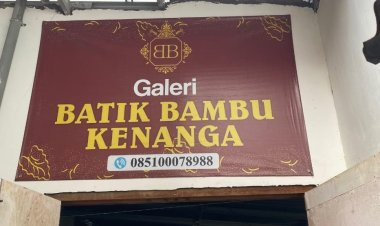 BB
Galeri
BATIK BAMBU
KENANGA
085100078988